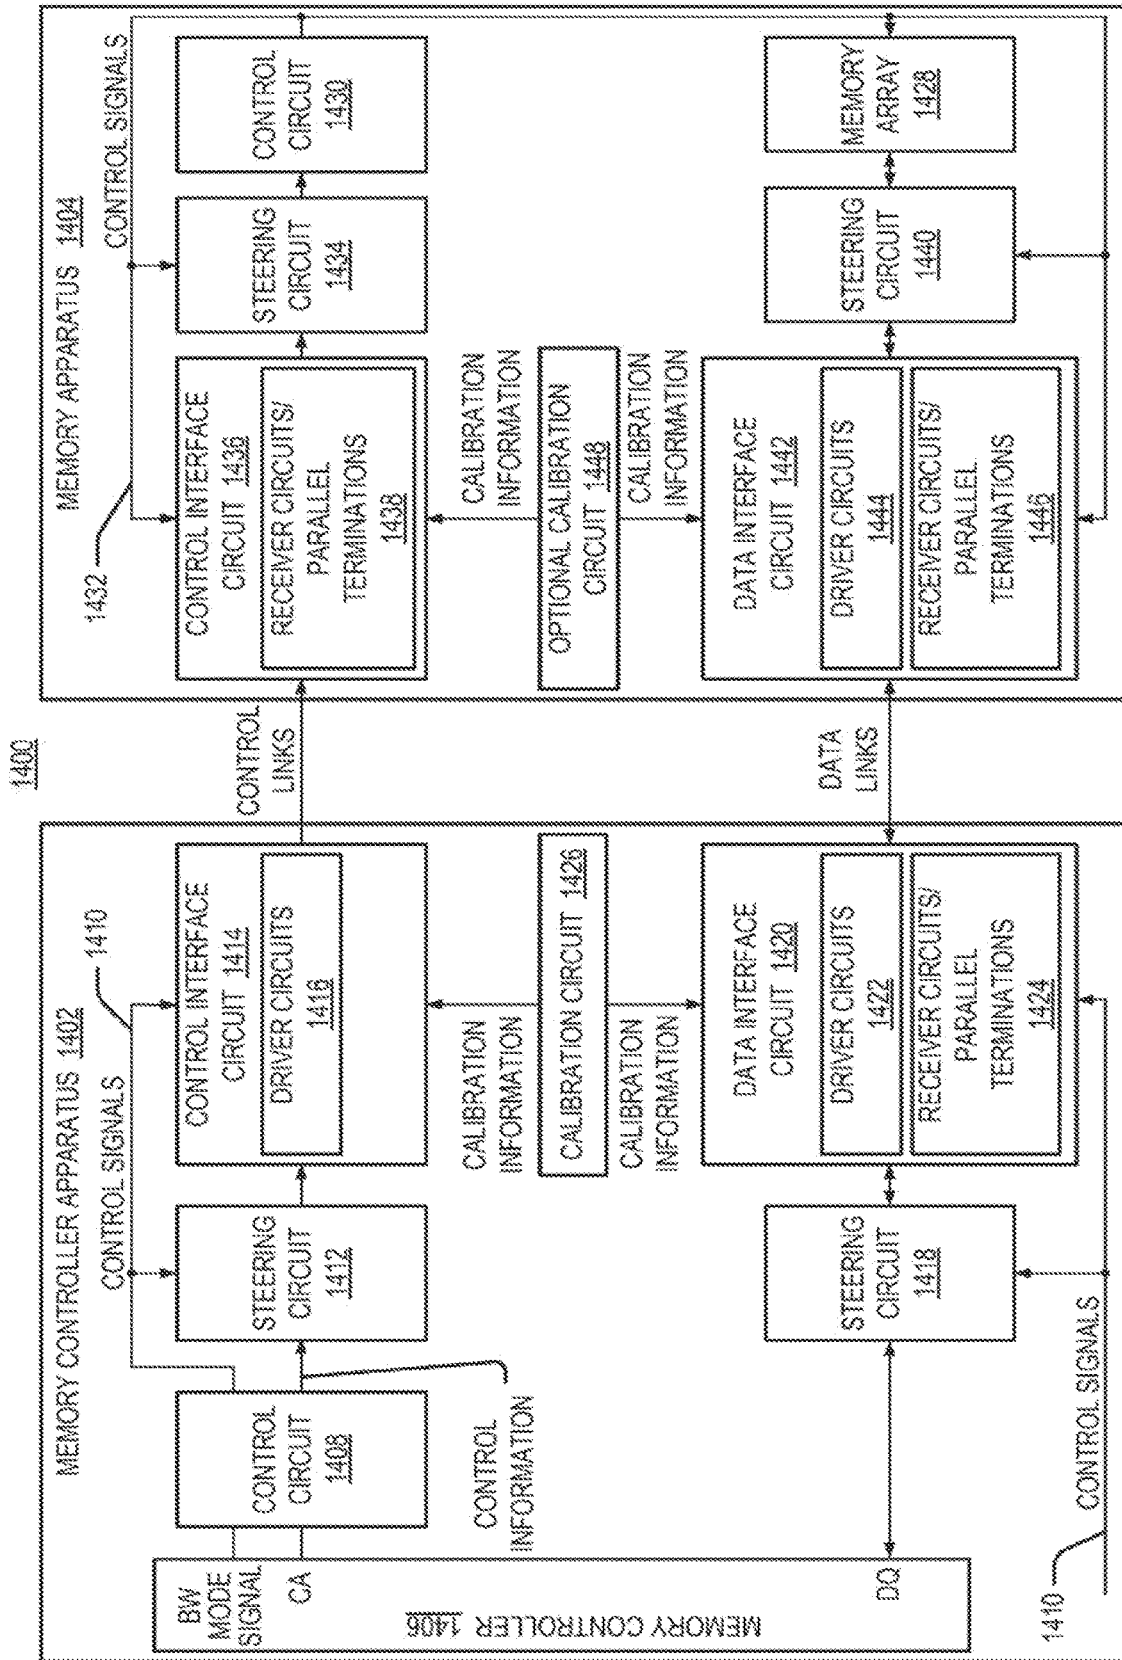 1400
MEMORY CONTROLLER APPARATUS 1402
CONTROL SIGNALS
1410
BW
MODE
SIGNAL
CA
DQ
MEMORY CONTROLLER 1406
CONTROL
CIRCUIT
1408
CONTROL
INFORMATION
STEERING
CIRCUIT
1412
CONTROL INTERFACE
CIRCUIT 1414
DRIVER CIRCUITS
1416
CALIBRATION
INFORMATION
CALIBRATION CIRCUIT 1426
CALIBRATION
INFORMATION
STEERING
CIRCUIT
1418
DATA INTERFACE
CIRCUIT 1420
DRIVER CIRCUITS
1422
RECEIVER CIRCUITS/
PARALLEL
TERMINATIONS
1424
CONTROL SIGNALS
1410
CONTROL
LINKS
DATA
LINKS
MEMORY APPARATUS 1404
CONTROL SIGNALS
1432
CONTROL INTERFACE
CIRCUIT 1436
RECEIVER CIRCUITS/
PARALLEL
TERMINATIONS
1438
STEERING
CIRCUIT
1434
CONTROL
CIRCUIT
1430
CALIBRATION
INFORMATION
OPTIONAL CALIBRATION
CIRCUIT 1448
CALIBRATION
INFORMATION
DATA INTERFACE
CIRCUIT 1442
DRIVER CIRCUITS
1444
RECEIVER CIRCUITS/
PARALLEL
TERMINATIONS
1446
STEERING
CIRCUIT
1440
MEMORY
ARRAY
1428